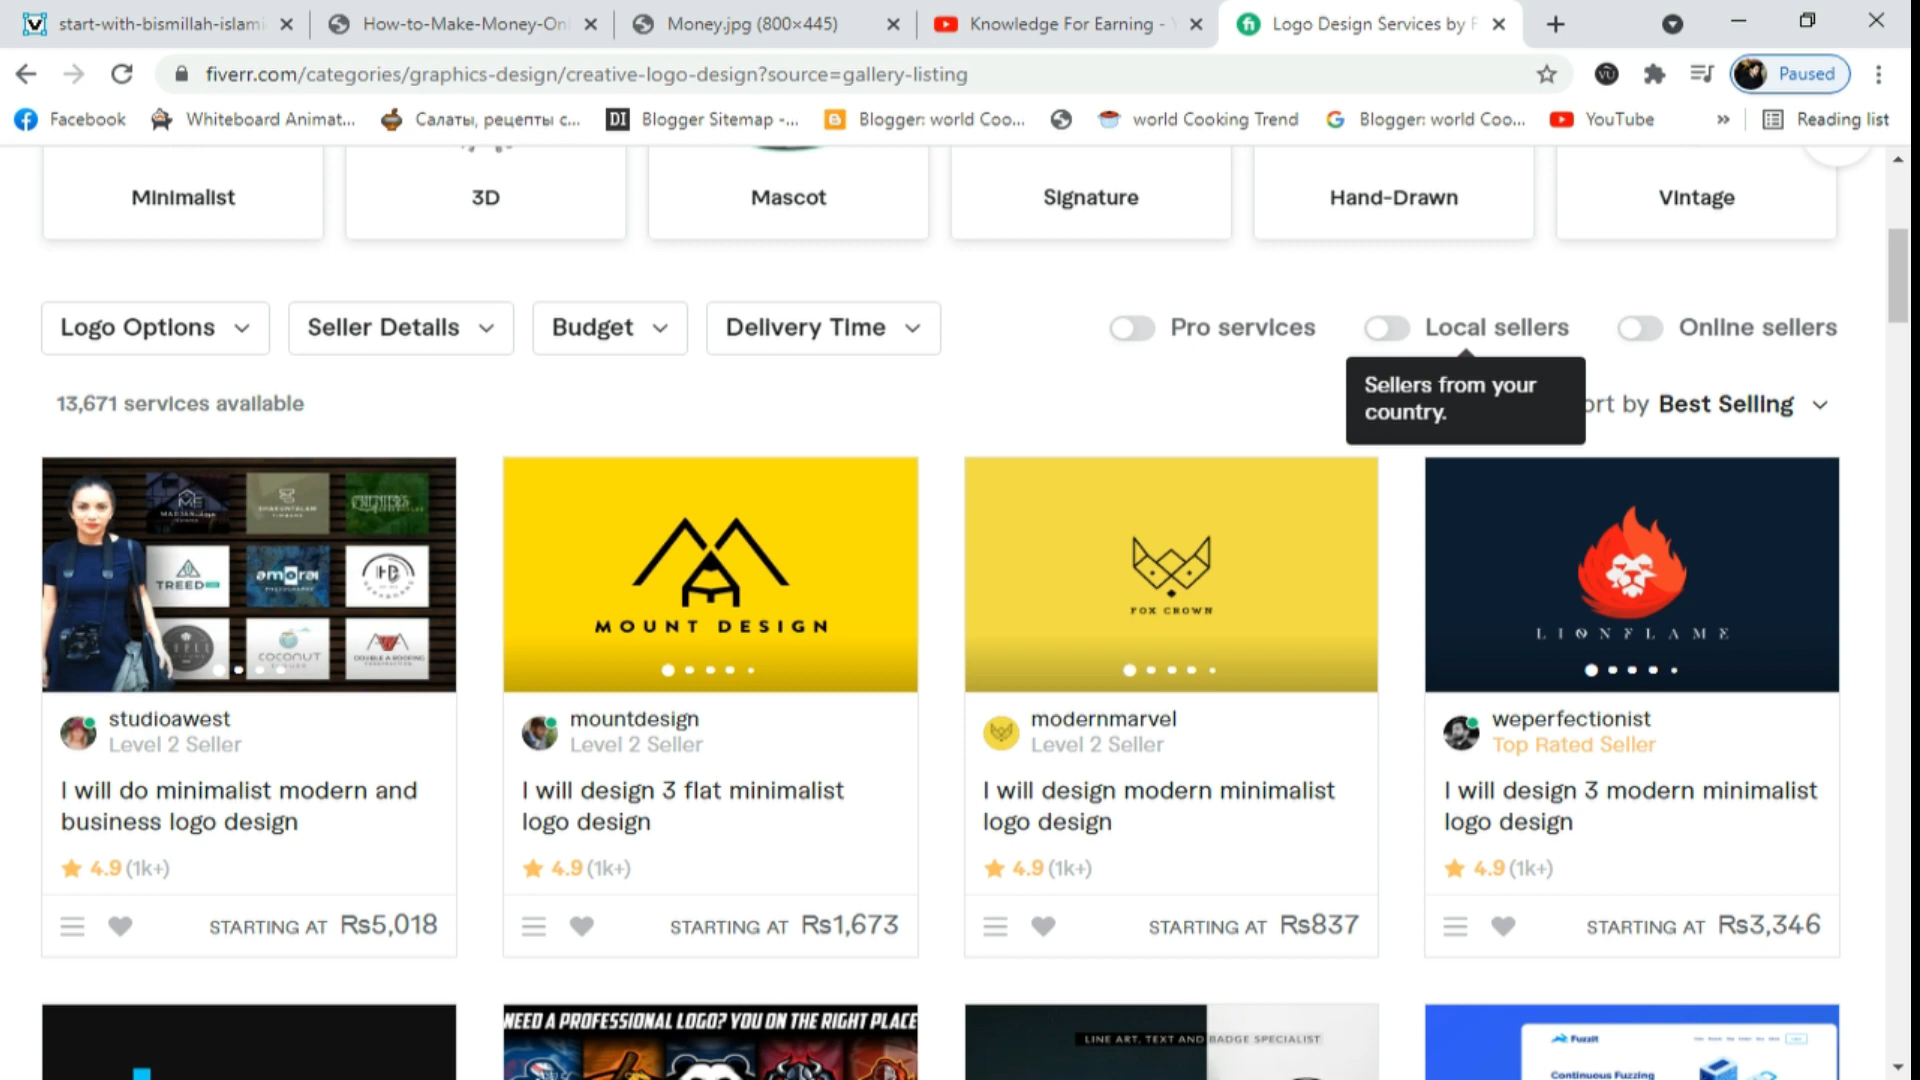 start-with-bismillah-islami
How-to-Make-Money-Onl
Money.jpg (800×445)
Knowledge For Earning -
Logo Design Services by F
fiverr.com/categories/graphics-design/creative-logo-design?source=gallery-listing
Paused
Facebook
Whiteboard Animat...
Салаты, рецепты с...
DI
Blogger Sitemap -...
Blogger: world Coo...
world Cooking Trend
Blogger: world Coo...
YouTube
»
Reading list
Minimalist
3D
Mascot
Signature
Hand-Drawn
Vintage
Logo Options
Seller Details
Budget
Delivery Time
Pro services
Local sellers
Online sellers
Sellers from your
country.
13,671 services available
ort by Best Selling
TREED
amorai
COCONUT
MOUNT DESIGN
FOX CROWN
LIONFLAME
studioawest
Level 2 Seller
mountdesign
Level 2 Seller
modernmarvel
Level 2 Seller
weperfectionist
Top Rated Seller
I will do minimalist modern and
business logo design
I will design 3 flat minimalist
logo design
I will design modern minimalist
logo design
I will design 3 modern minimalist
logo design
4.9 (1k+)
4.9 (1k+)
4.9 (1k+)
4.9 (1k+)
STARTING AT Rs5,018
STARTING AT Rs1,673
STARTING AT Rs837
STARTING AT Rs3,346
NEED A PROFESSIONAL LOGO? YOU ON THE RIGHT PLACE
LINE ART, TEXT AND BADGE SPECIALIST
Fuzzit
Continuous Fuzzing